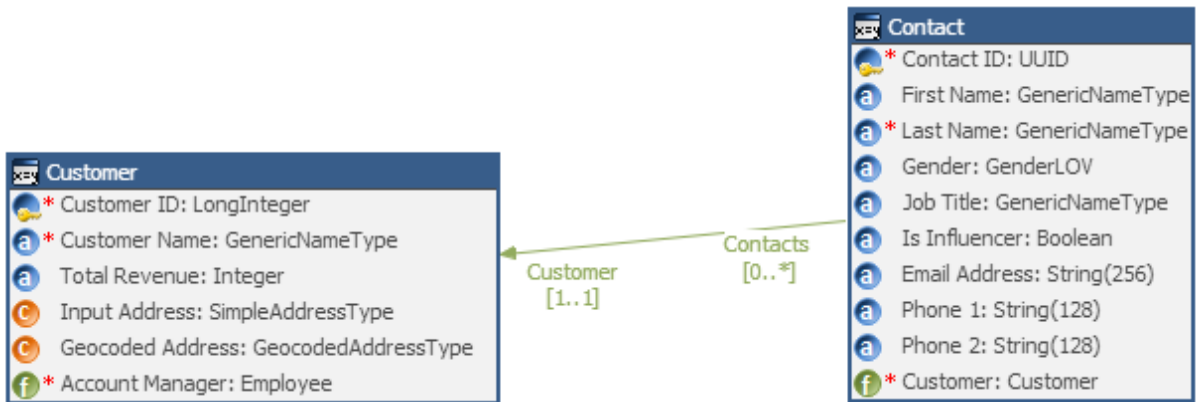 Customer
* Customer ID: LongInteger
* Customer Name: GenericNameType
Total Revenue: Integer
Input Address: SimpleAddressType
Geocoded Address: GeocodedAddressType
* Account Manager: Employee
Customer
[1..1]
Contacts
[0..*]
Contact
* Contact ID: UUID
First Name: GenericNameType
* Last Name: GenericNameType
Gender: GenderLOV
Job Title: GenericNameType
Is Influencer: Boolean
Email Address: String(256)
Phone 1: String(128)
Phone 2: String(128)
* Customer: Customer